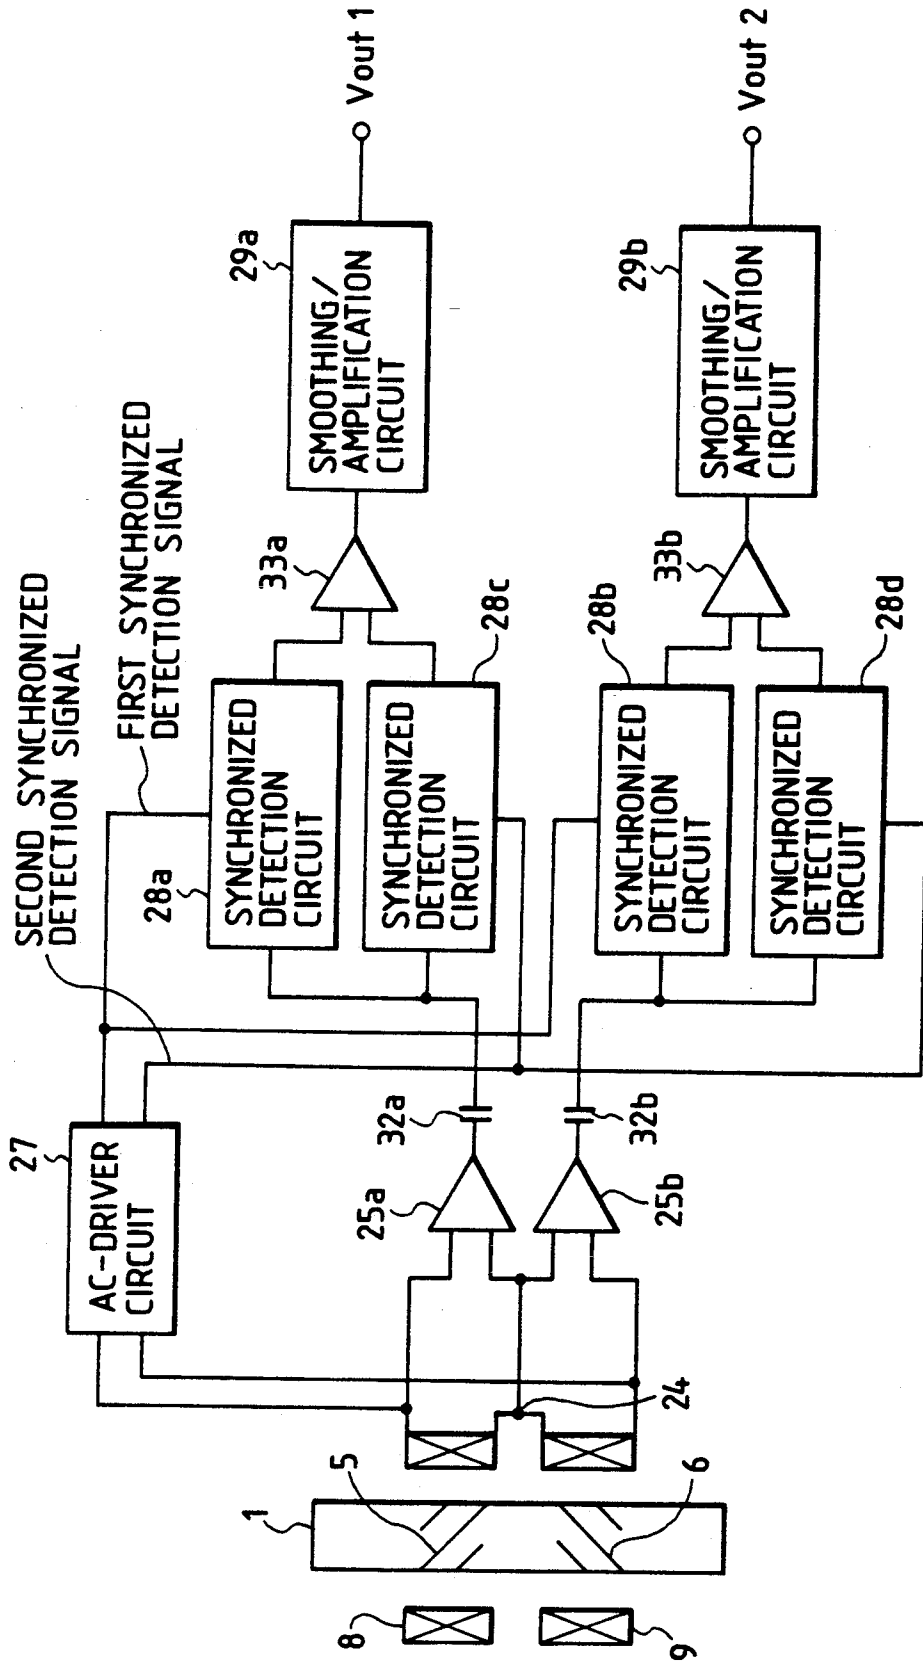 27
AC-DRIVER
CIRCUIT
SECOND SYNCHRONIZED
DETECTION SIGNAL
FIRST SYNCHRONIZED
DETECTION SIGNAL
28a
SYNCHRONIZED
DETECTION
CIRCUIT
33a
29a
SMOOTHING/
AMPLIFICATION
CIRCUIT
Vout 1
SYNCHRONIZED
DETECTION
CIRCUIT
28c
1
5
8
25a
32a
24
6
9
25b
32b
28b
SYNCHRONIZED
DETECTION
CIRCUIT
33b
29b
SMOOTHING/
AMPLIFICATION
CIRCUIT
Vout 2
SYNCHRONIZED
DETECTION
CIRCUIT
28d